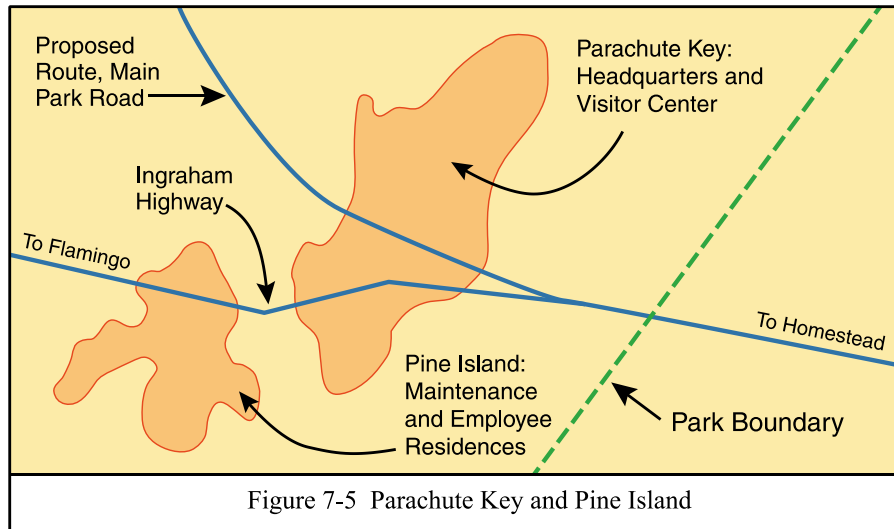 Proposed
Route, Main
Park Road
Parachute Key:
Headquarters and
Visitor Center
Ingraham
Highway
To Flamingo
To Homestead
Pine Island:
Maintenance
and Employee
Residences
Park Boundary
Figure 7-5 Parachute Key and Pine Island